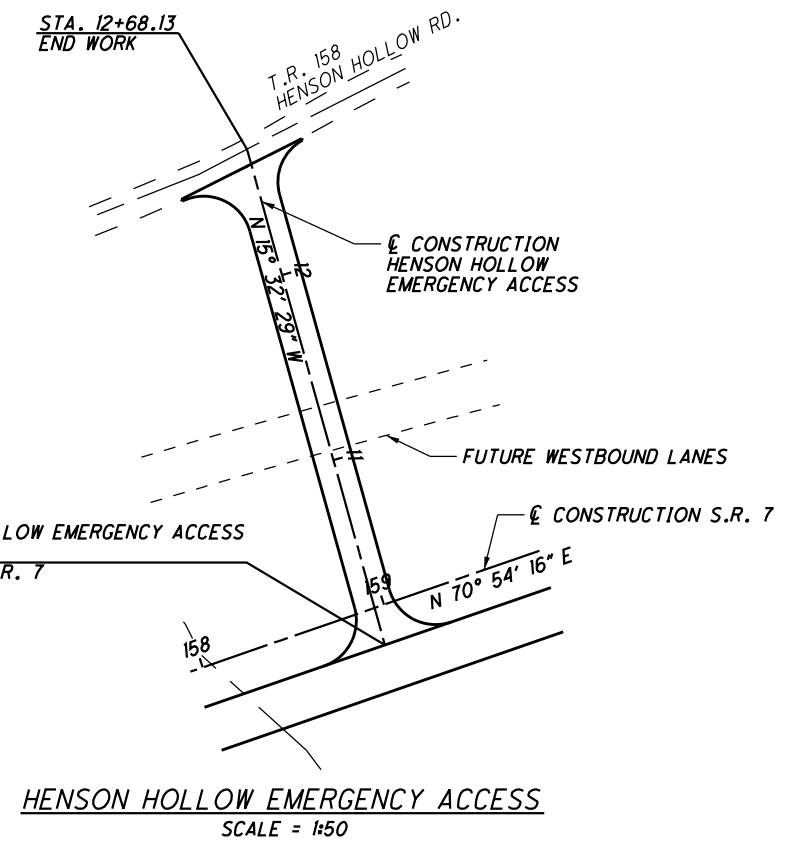 STA. 12+68.13
END WORK
T.R. 158
HENSON HOLLOW RD.
℄ CONSTRUCTION
HENSON HOLLOW
EMERGENCY ACCESS
N 15° 32' 29" W
12
11
FUTURE WESTBOUND LANES
LOW EMERGENCY ACCESS
R. 7
℄ CONSTRUCTION S.R. 7
N 70° 54' 16" E
159
158
HENSON HOLLOW EMERGENCY ACCESS
SCALE = 1:50